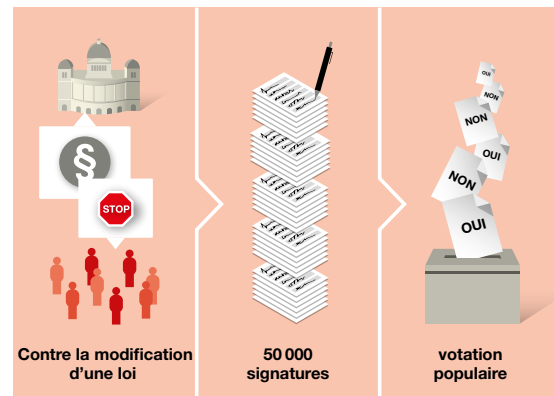 §
STOP
Contre la modification
d'une loi
50 000
signatures
OUI
NON
NON
OUI
NON
OUI
votation
populaire